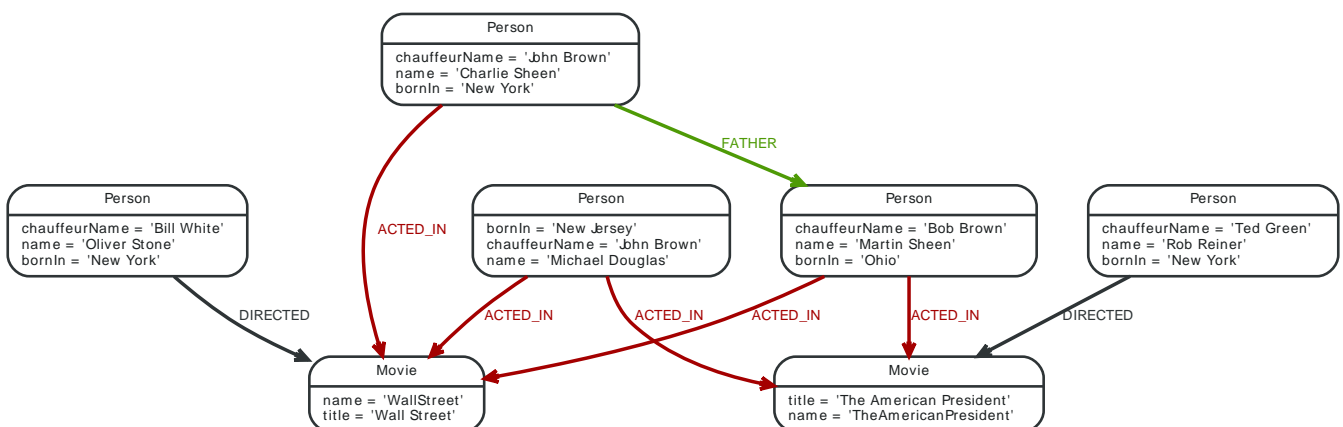 Person
chauffeurName = 'John Brown'
name = 'Charlie Sheen'
bornIn = 'New York'
FATHER
Person
chauffeurName = 'Bill White'
name = 'Oliver Stone'
bornIn = 'New York'
ACTED_IN
Person
bornIn = 'New Jersey'
chauffeurName = 'John Brown'
name = 'Michael Douglas'
Person
chauffeurName = 'Bob Brown'
name = 'Martin Sheen'
bornIn = 'Ohio'
Person
chauffeurName = 'Ted Green'
name = 'Rob Reiner'
bornIn = 'New York'
DIRECTED
ACTED_IN
ACTED_IN
ACTED_IN
ACTED_IN
DIRECTED
Movie
name = 'WallStreet'
title = 'Wall Street'
Movie
title = 'The American President'
name = 'TheAmericanPresident'